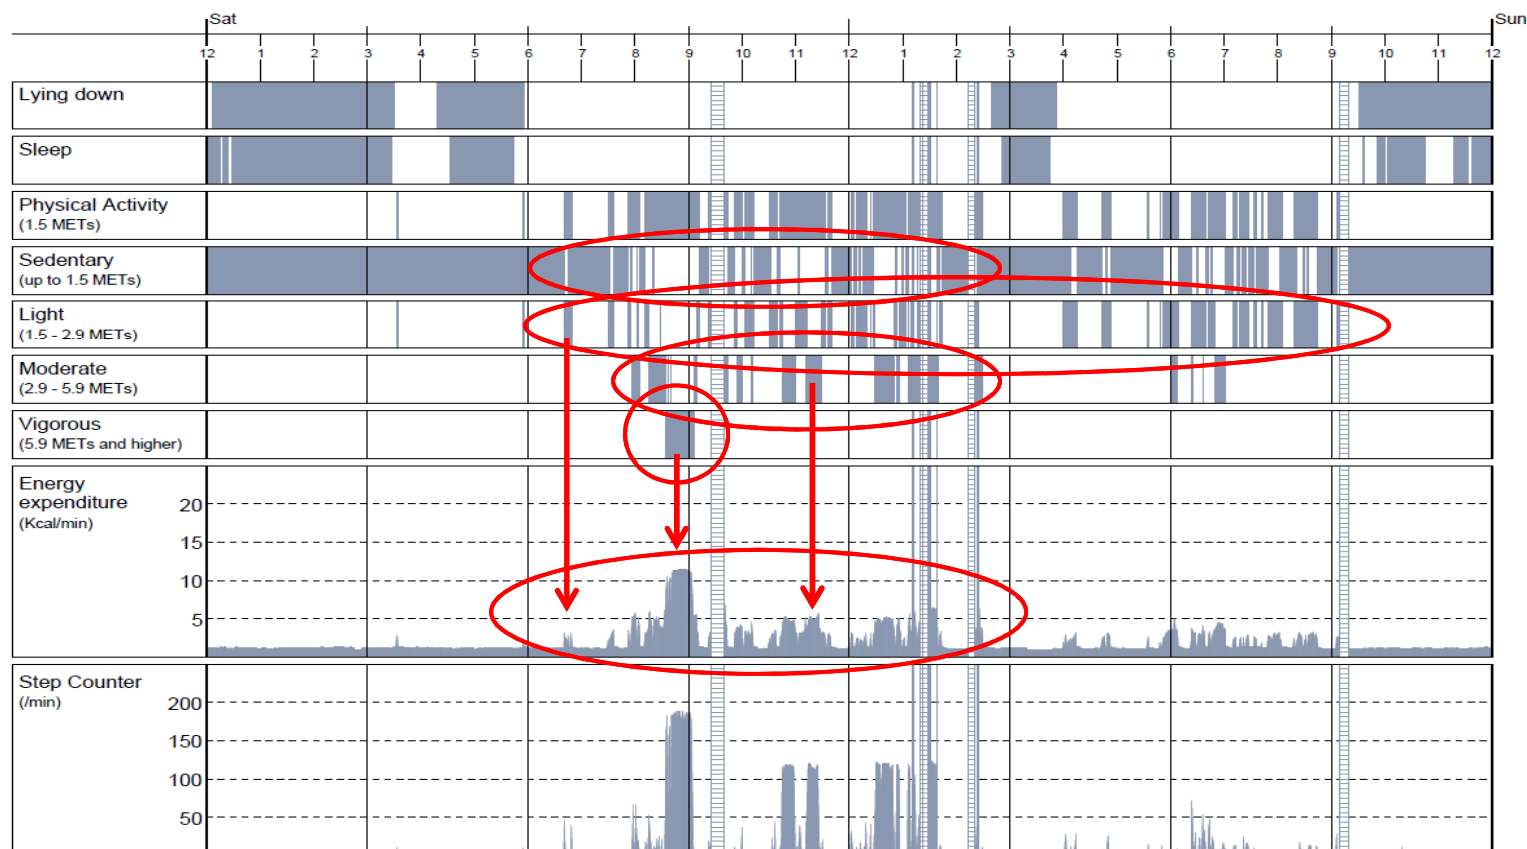 Sat
Sun
12 1 2 3 4 5 6 7 8 9 10 11 12 1 2 3 4 5 6 7 8 9 10 11 12
Lying down
Sleep
Physical Activity
(1.5 METs)
Sedentary
(up to 1.5 METs)
Light
(1.5 - 2.9 METs)
Moderate
(2.9 - 5.9 METs)
Vigorous
(5.9 METs and higher)
Energy
expenditure
(Kcal/min)
20
15
10
5
Step Counter
(/min)
200
150
100
50